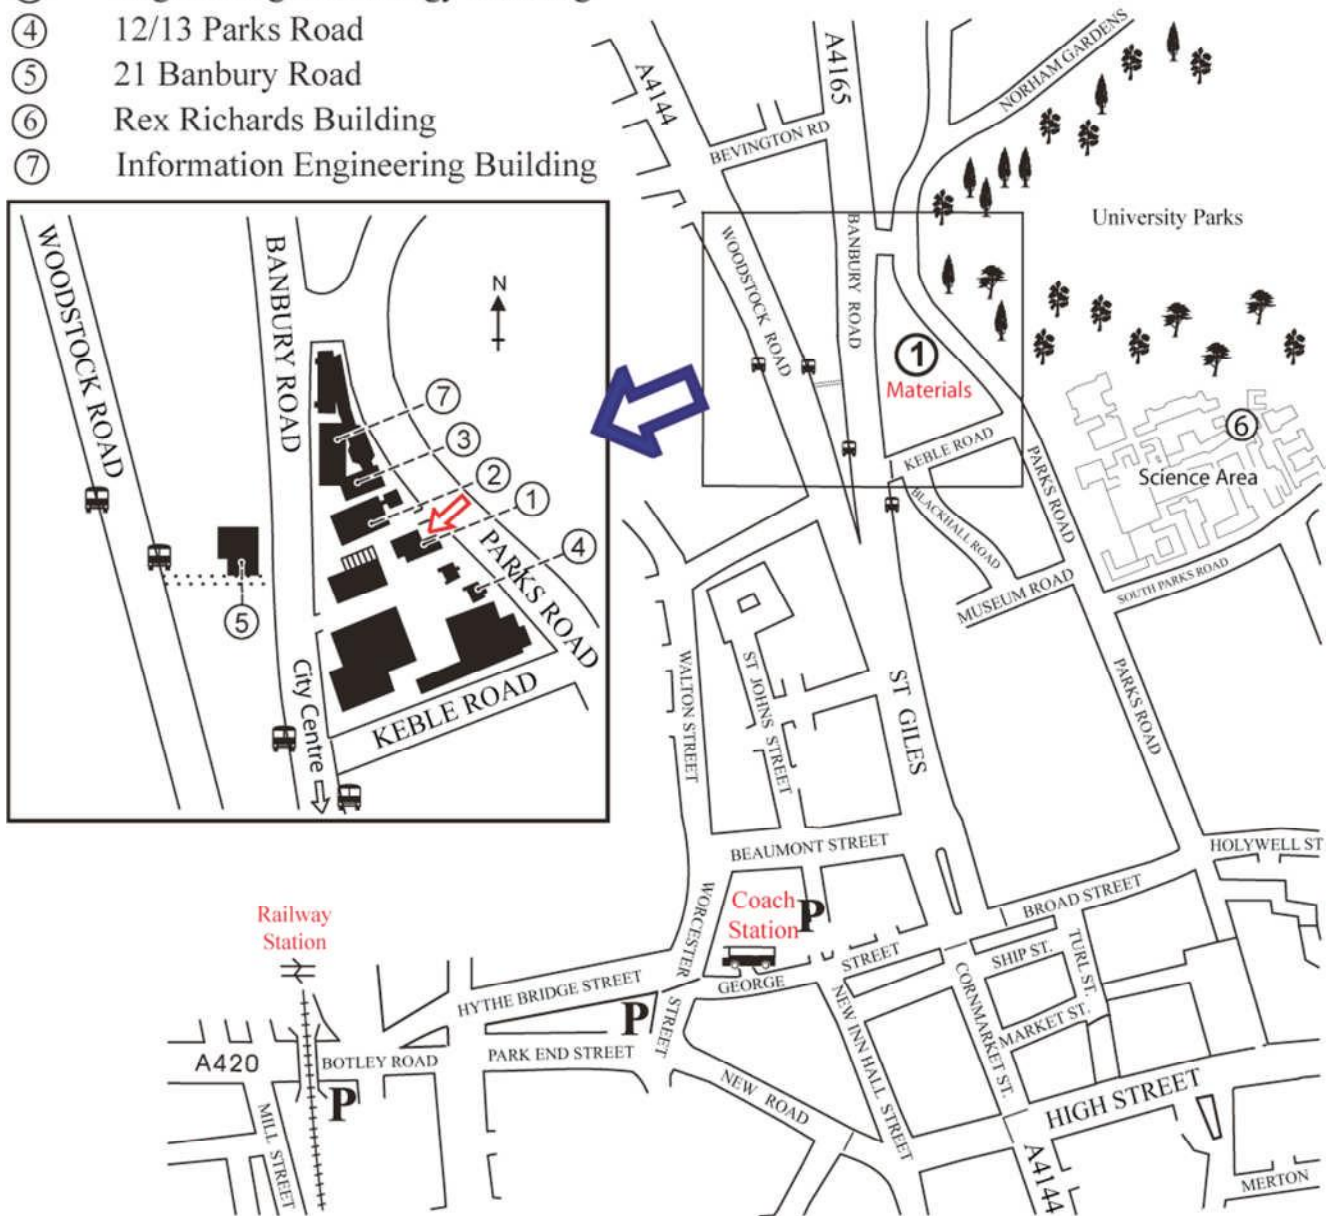 ④ 12/13 Parks Road
⑤ 21 Banbury Road
⑥ Rex Richards Building
⑦ Information Engineering Building
WOODSTOCK ROAD
BANBURY ROAD
N
⑦
③
②
①
④
⑤
PARKS ROAD
KEBLE ROAD
City Centre
A4144
A4165
NORHAM GARDENS
BEVINGTON RD
University Parks
WOODSTOCK ROAD
BANBURY ROAD
①
Materials
⑥
Science Area
KEBLE ROAD
PARKS ROAD
BLACKHALL ROAD
MUSEUM ROAD
SOUTH PARKS ROAD
WALTON STREET
ST JOHNS STREET
ST GILES
PARKS ROAD
BEAUMONT STREET
HOLYWELL ST
Railway
Station
WORCESTER
STREET
Coach
Station
P
BROAD STREET
GEORGE
STREET
SHIP ST.
TURL ST.
HYTHE BRIDGE STREET
P
NEW INN HALL STREET
CORNMARKET ST.
MARKET ST.
A420
BOTLEY ROAD
PARK END STREET
P
MILL STREET
NEW ROAD
HIGH STREET
A4144
MERTON